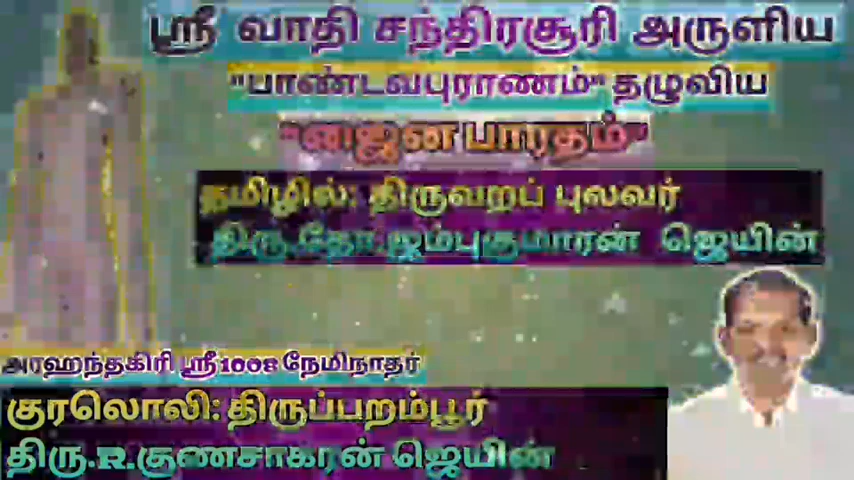 ஸ்ரீ வாதி சந்திரசூரி அருளிய
"பாண்டவபுராணம்" தழுவிய
"ஜைன பாரதம்"
தமிழில்: திருவறப் புலவர்
திரு.தோ.ஜம்புகுமாரன் ஜெயின்
அரஹந்தகிரி ஸ்ரீ 1008 நேமிநாதர்
குரலொலி: திருப்பறம்பூர்
திரு.R.குணசாகரன் ஜெயின்